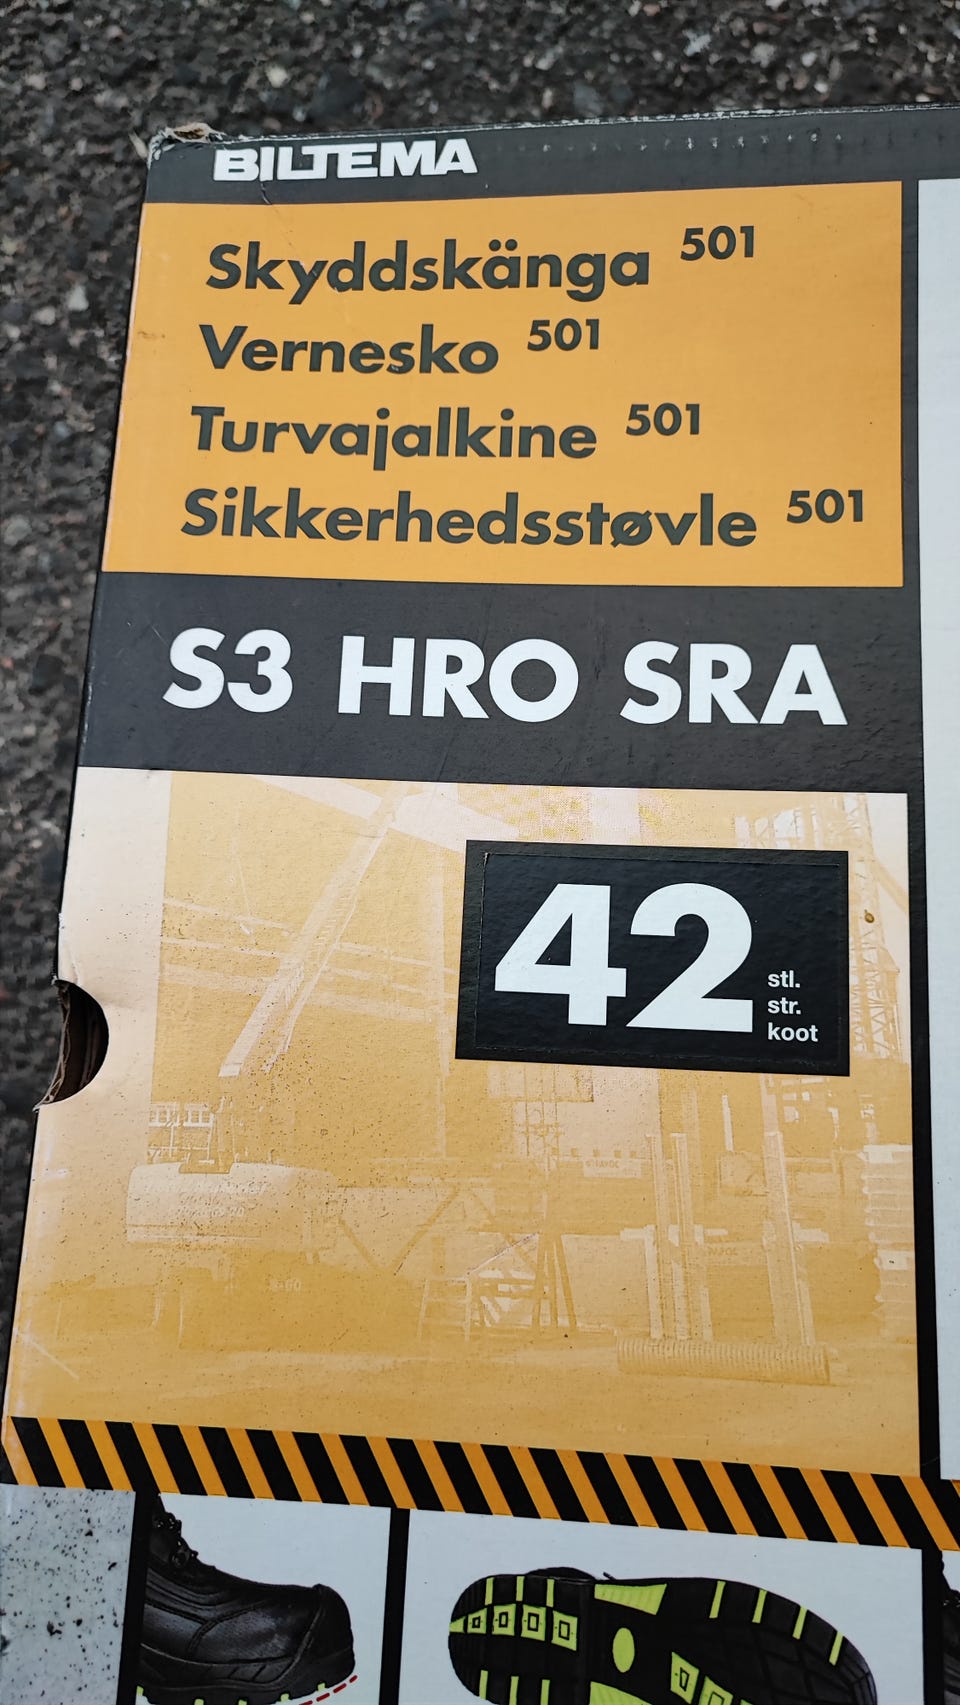 BILTEMA
Skyddskänga 501
Vernesko 501
Turvajalkine 501
Sikkerhedsstøvle 501
S3 HRO SRA
42 stl.
str.
koot